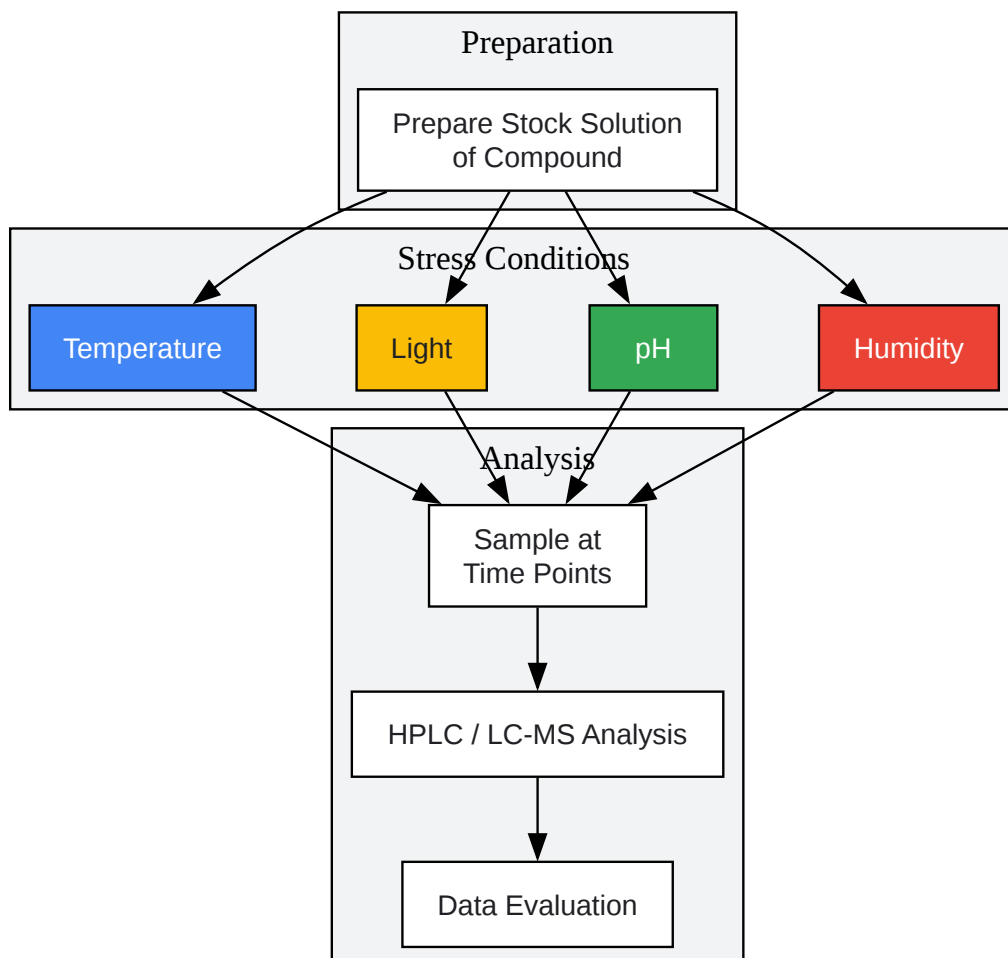 Preparation
Prepare Stock Solution
of Compound
Stress Conditions
Temperature
Light
pH
Humidity
Analysis
Sample at
Time Points
HPLC / LC-MS Analysis
Data Evaluation